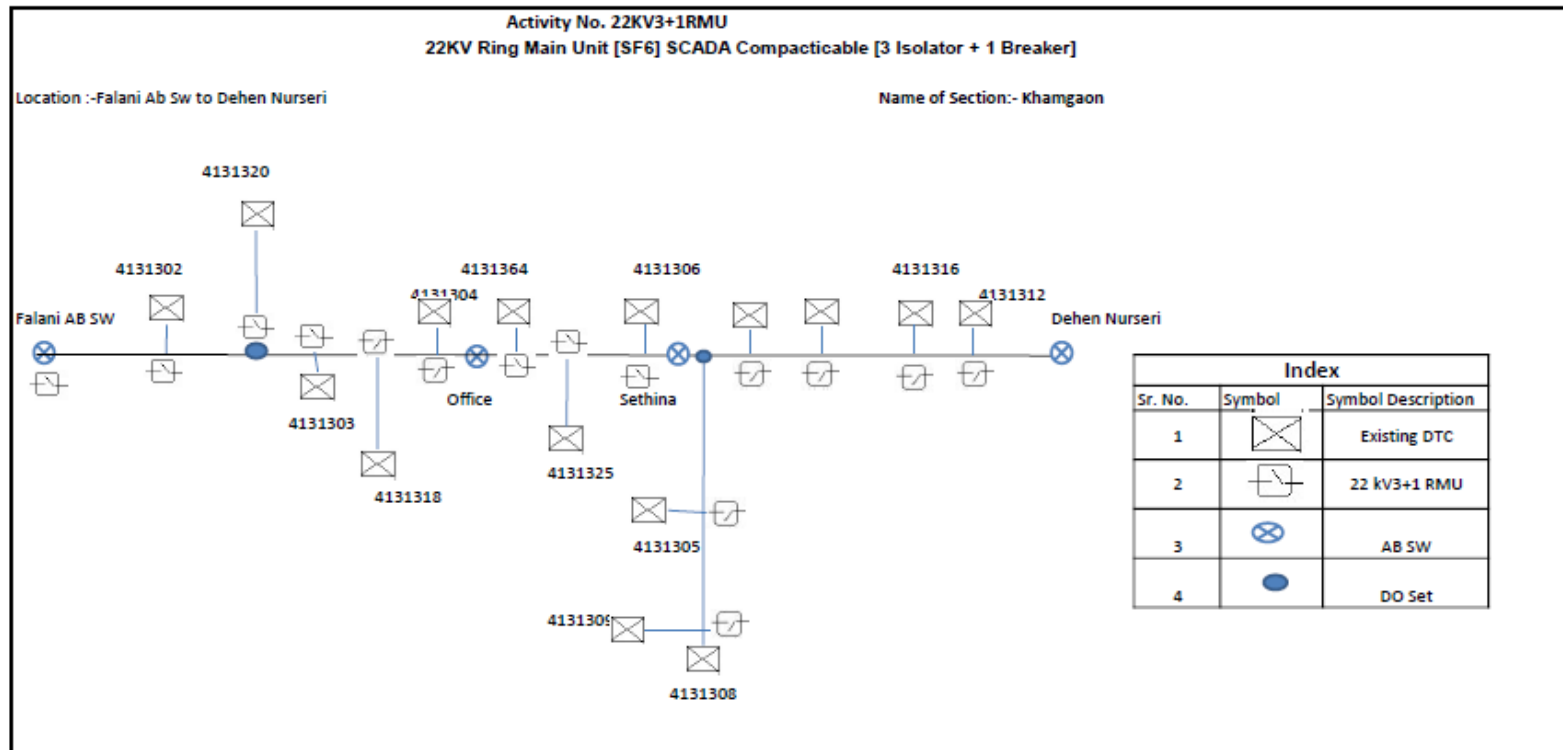 Activity No. 22KV3+1RMU
22KV Ring Main Unit [SF6] SCADA Compacticable [3 Isolator + 1 Breaker]
Location :-Falani Ab Sw to Dehen Nurseri
Name of Section:- Khamgaon
4131320
4131302
4131364
4131306
4131316
4131304
4131312
Falani AB SW
Dehen Nurseri
Office
Sethina
4131303
4131325
4131318
4131305
4131309
4131308
Index
Sr. No. Symbol Symbol Description
1 Existing DTC
2 22 kV3+1 RMU
3 AB SW
4 DO Set